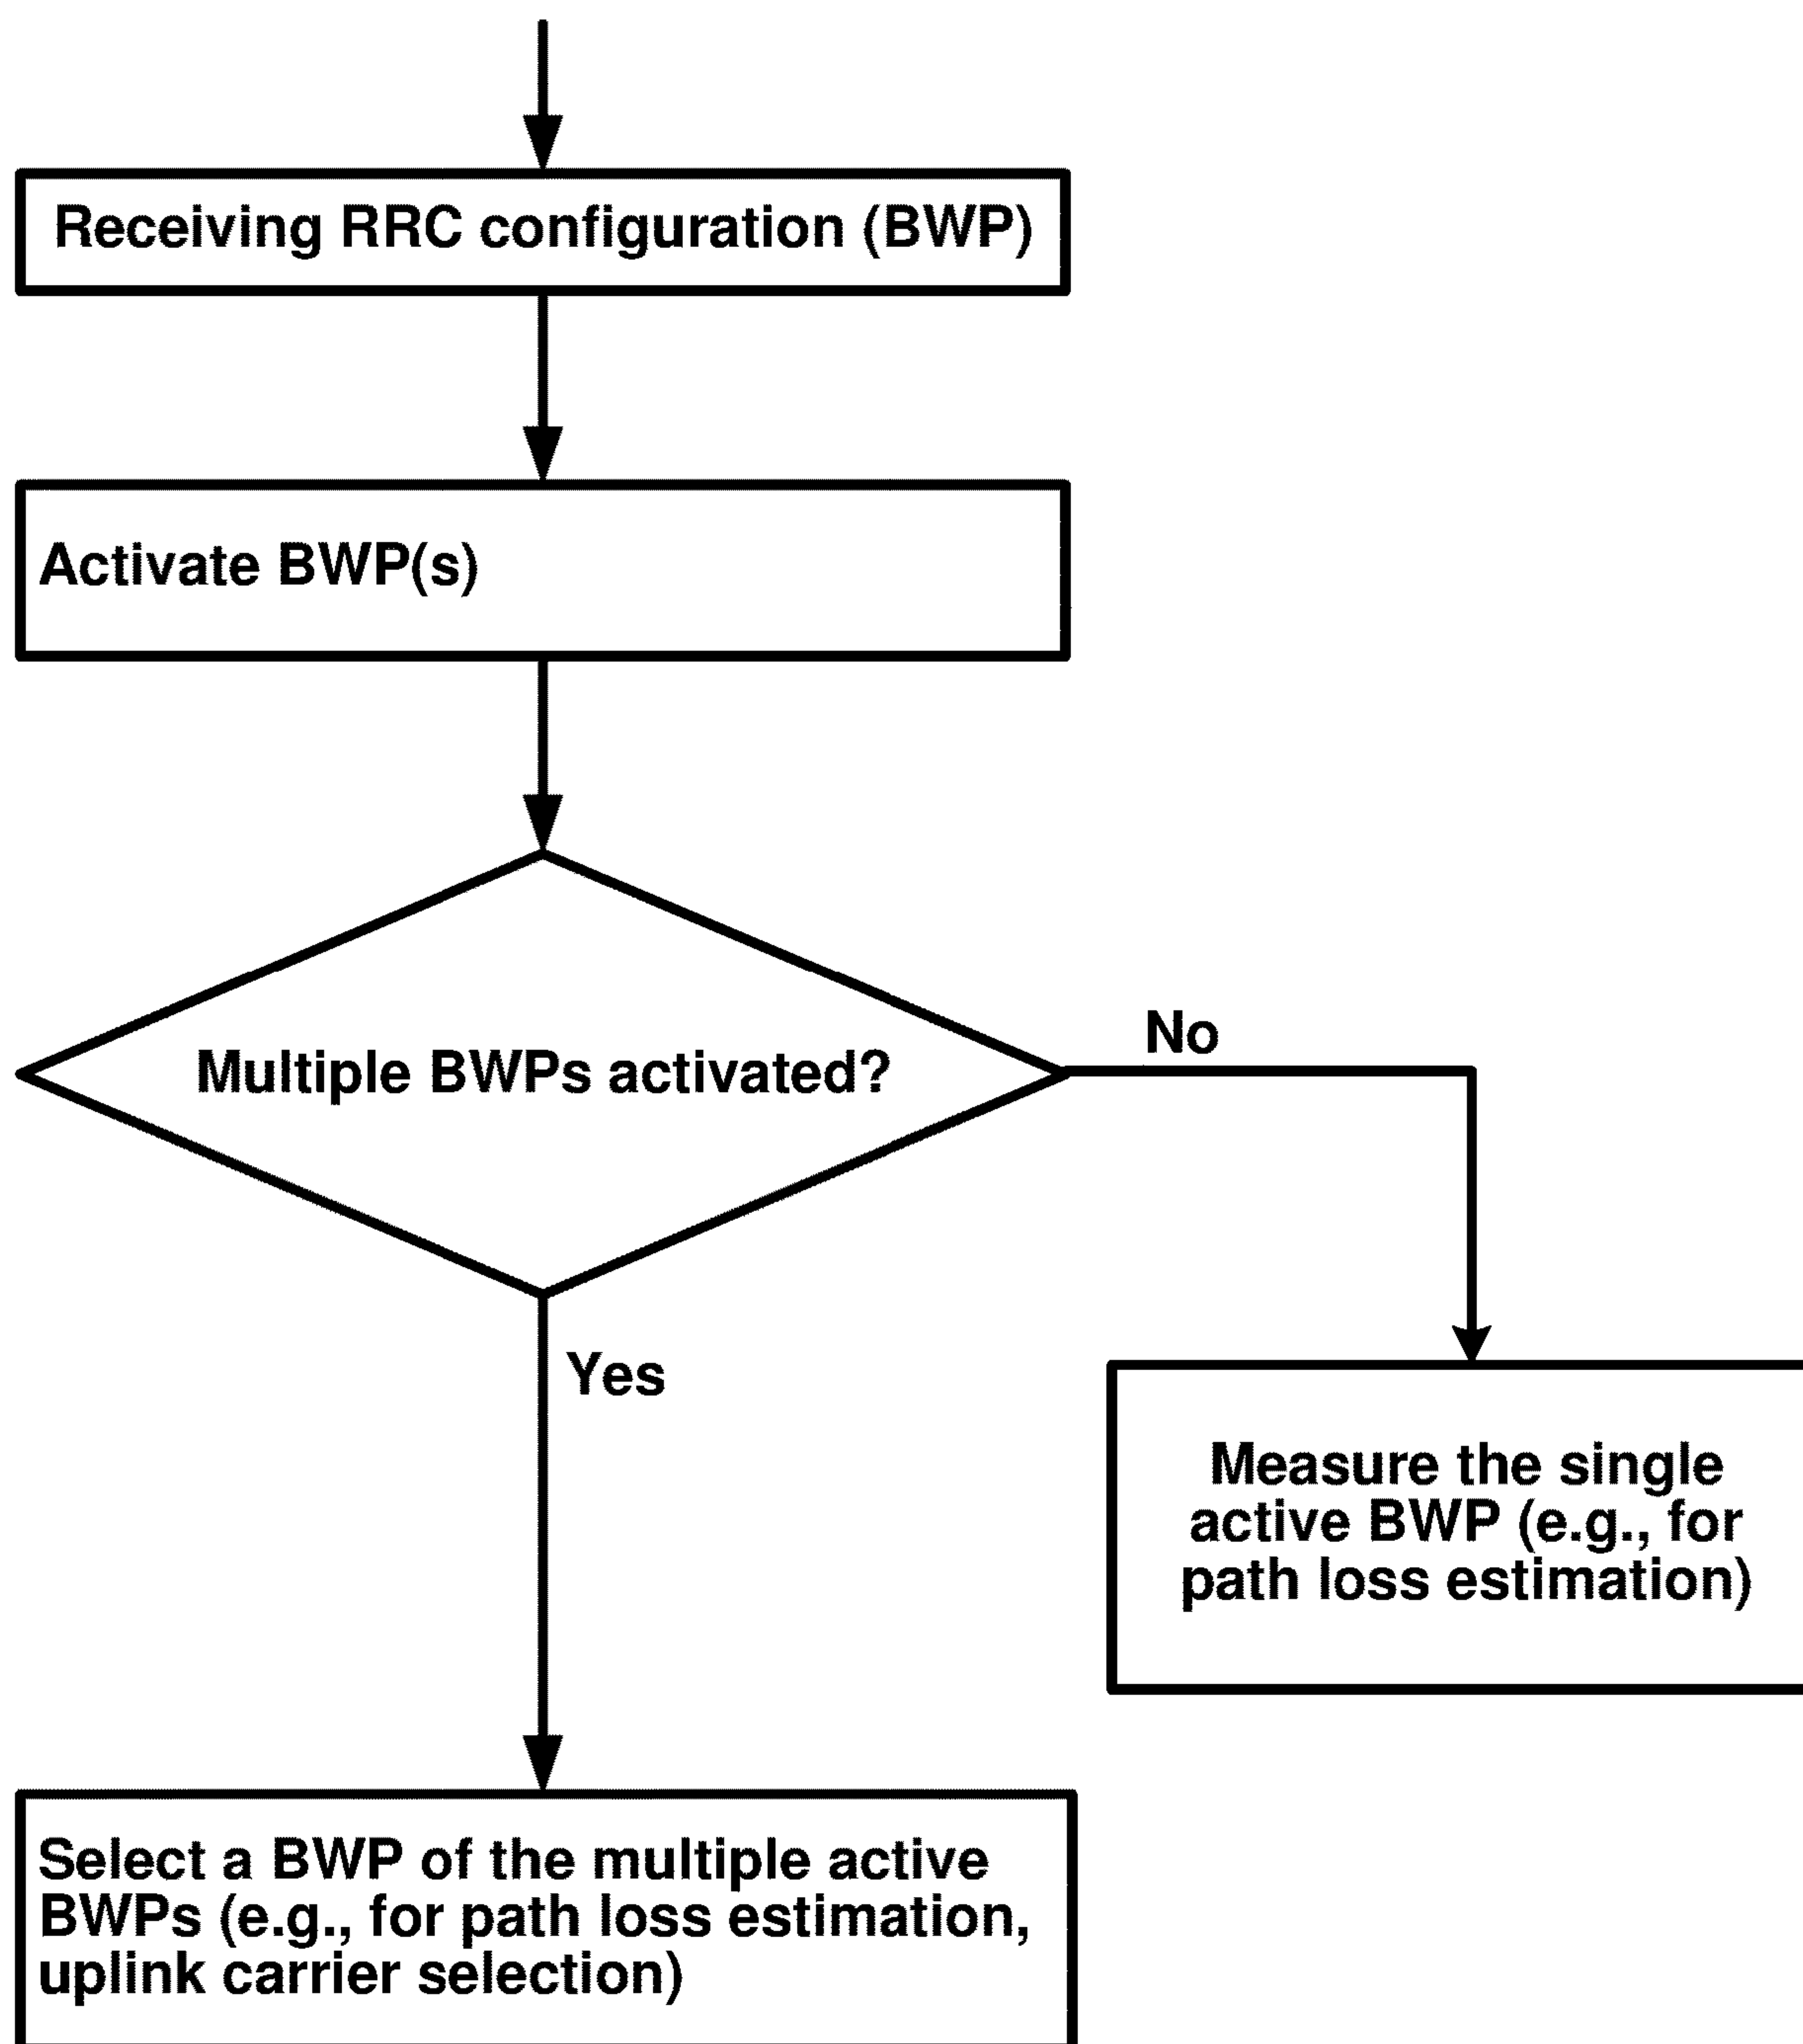 Receiving RRC configuration (BWP)
Activate BWP(s)
Multiple BWPs activated?
No
Yes
Measure the single
active BWP (e.g., for
path loss estimation)
Select a BWP of the multiple active
BWPs (e.g., for path loss estimation,
uplink carrier selection)